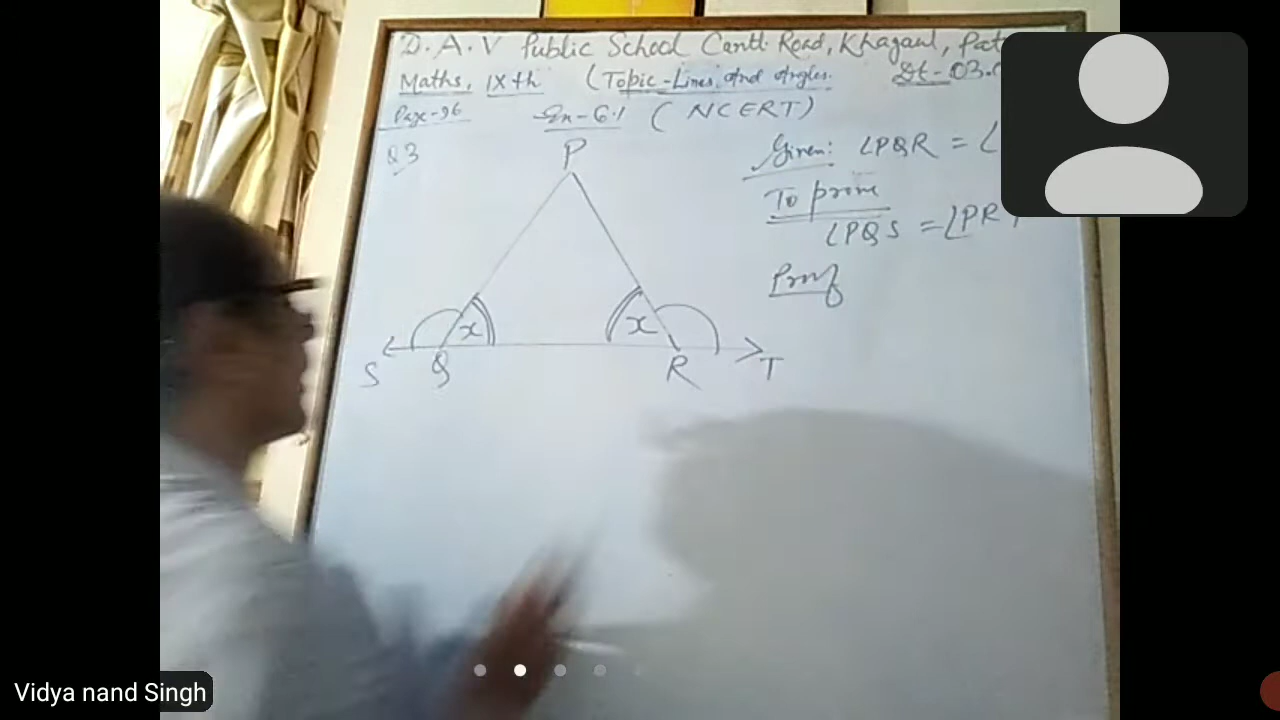 D.A.V Public School Cantt. Road, Khagaul, Pat
Maths, IXth (Topic-Lines, And Angles.
Dt-03.
Page-96 Ex-6.1 (NCERT)
Q3
P
Given: ∠PQR = ∠
To prove
∠PQS = ∠PRT
Proof
x x
S Q R T
Vidya nand Singh